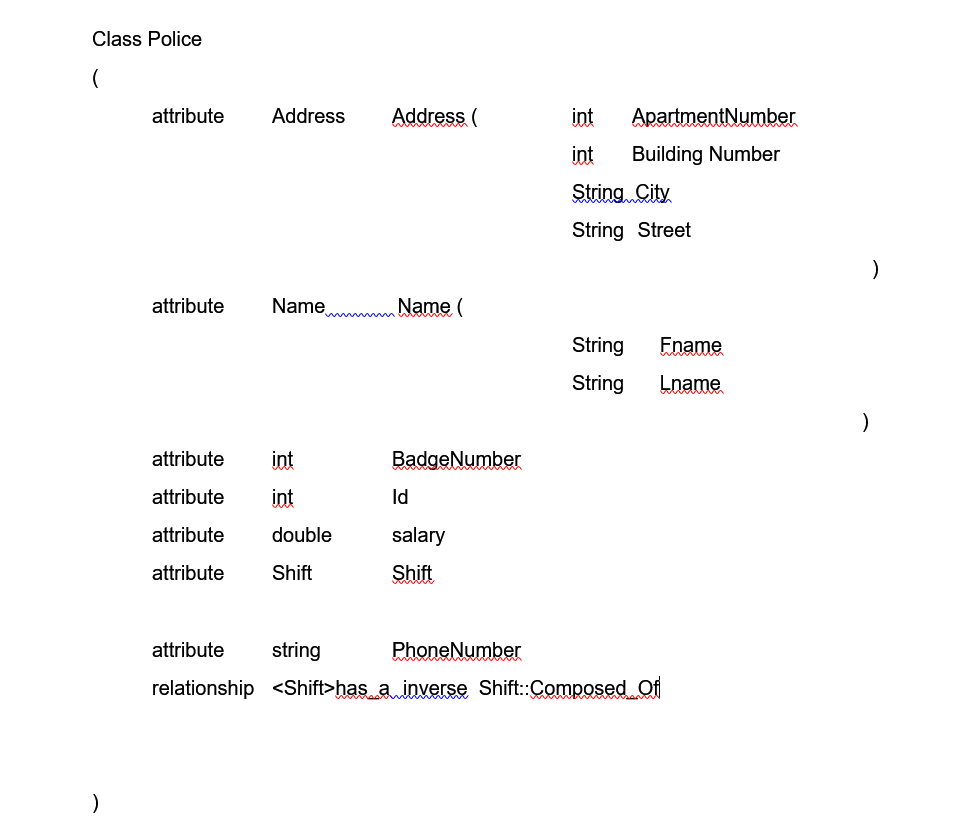 Class Police
(
attribute Address Address ( int ApartmentNumber
int Building Number
String City
String Street
)
attribute Name Name (
String Fname
String Lname
)
attribute int BadgeNumber
attribute int Id
attribute double salary
attribute Shift Shift
attribute string PhoneNumber
relationship <Shift>has_a inverse Shift::Composed_Of
)